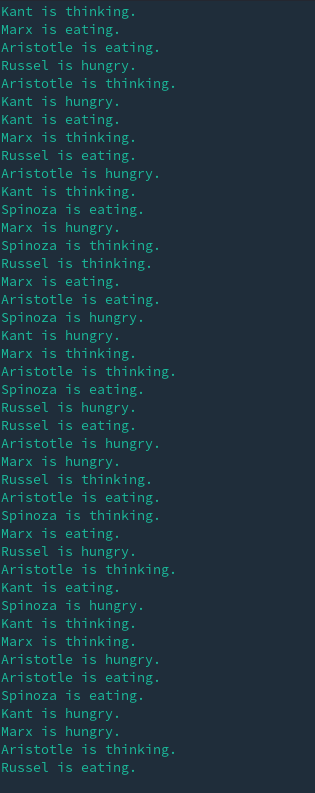 Kant is thinking.
Marx is eating.
Aristotle is eating.
Russel is hungry.
Aristotle is thinking.
Kant is hungry.
Kant is eating.
Marx is thinking.
Russel is eating.
Aristotle is hungry.
Kant is thinking.
Spinoza is eating.
Marx is hungry.
Spinoza is thinking.
Russel is thinking.
Marx is eating.
Aristotle is eating.
Spinoza is hungry.
Kant is hungry.
Marx is thinking.
Aristotle is thinking.
Spinoza is eating.
Russel is hungry.
Russel is eating.
Aristotle is hungry.
Marx is hungry.
Russel is thinking.
Aristotle is eating.
Spinoza is thinking.
Marx is eating.
Russel is hungry.
Aristotle is thinking.
Kant is eating.
Spinoza is hungry.
Kant is thinking.
Marx is thinking.
Aristotle is hungry.
Aristotle is eating.
Spinoza is eating.
Kant is hungry.
Marx is hungry.
Aristotle is thinking.
Russel is eating.